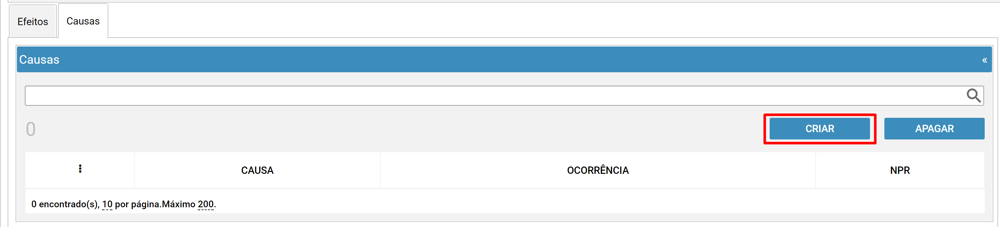 Efeitos
Causas
Causas
«
0
CRIAR
APAGAR
CAUSA
OCORRÊNCIA
NPR
0 encontrado(s), 10 por página.Máximo 200.